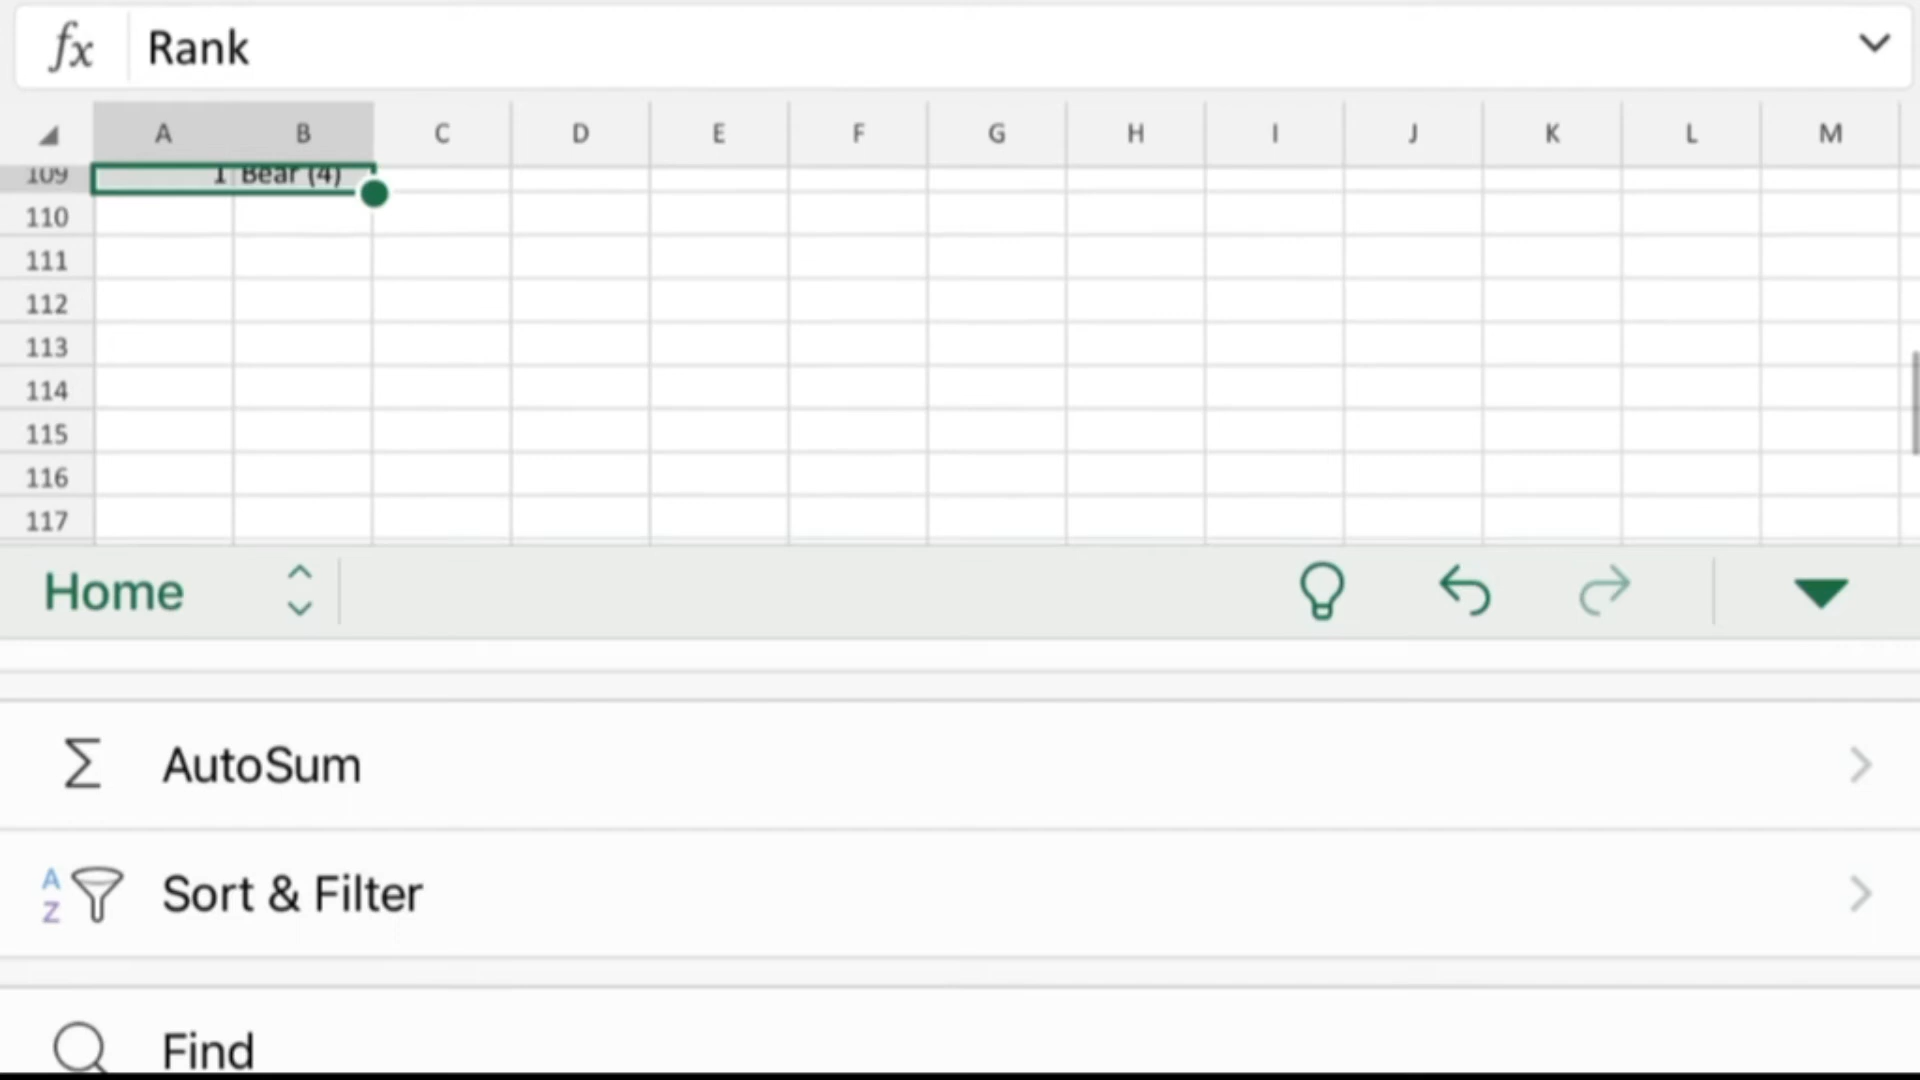 fx Rank
A B C D E F G H I J K L M
109 1 Bear (4)
110
111
112
113
114
115
116
117
Home
AutoSum
A Z Sort & Filter
Find